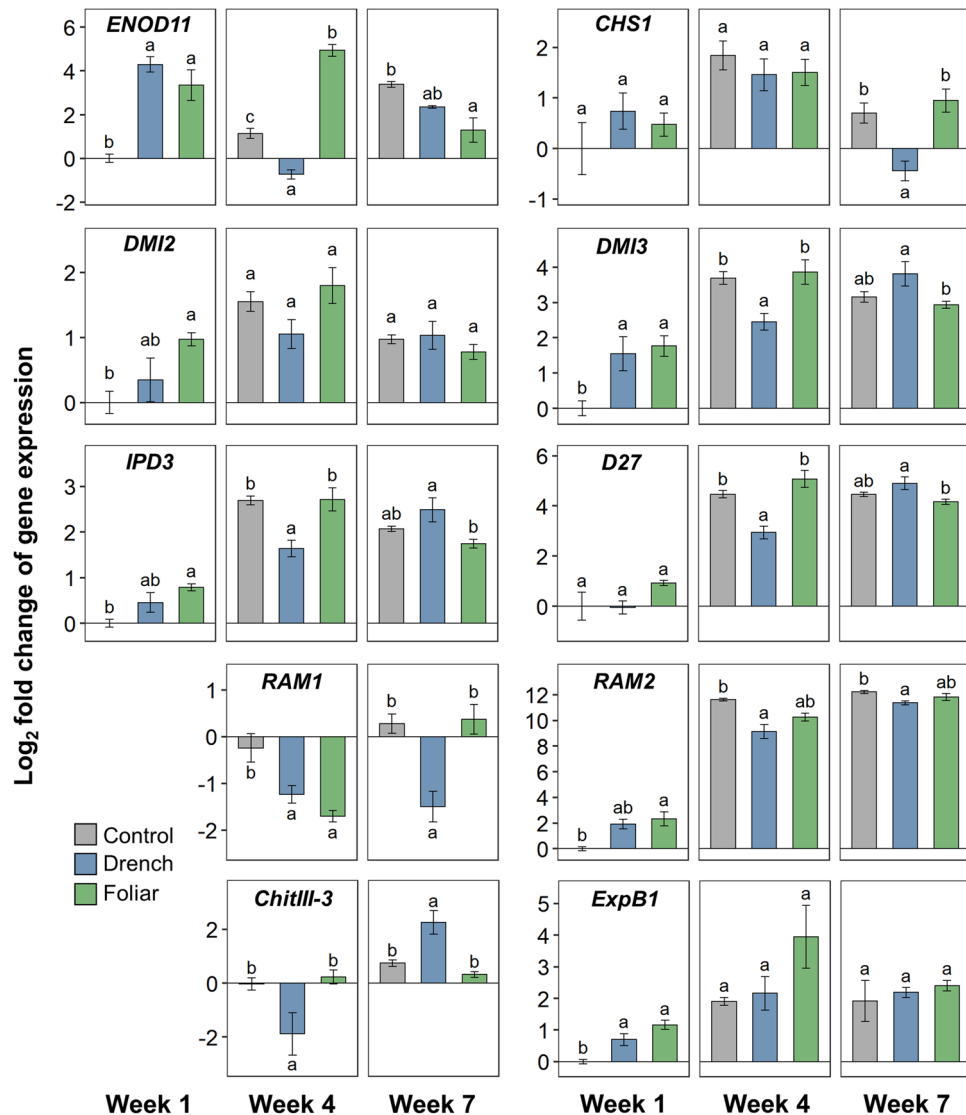 ENOD11
CHS1
6
4
2
0
-2
b
a
a
c
a
b
b
ab
a
2
1
0
-1
a
a
a
a
a
a
b
a
b
DMI2
DMI3
2
1
0
b
ab
a
a
a
a
a
a
a
4
3
2
1
0
b
a
a
b
a
b
ab
a
b
IPD3
D27
3
2
1
0
b
ab
a
b
a
b
ab
a
b
6
4
2
0
a
a
a
b
a
b
ab
a
b
RAM1
RAM2
1
0
-1
-2
b
a
a
b
a
b
12
10
8
6
4
2
0
b
ab
a
b
a
ab
b
a
ab
Control
Drench
Foliar
ChitIII-3
ExpB1
2
0
-2
b
a
b
b
a
b
5
4
3
2
1
0
b
a
a
a
a
a
a
a
a
Log2 fold change of gene expression
Week 1 Week 4 Week 7 Week 1 Week 4 Week 7